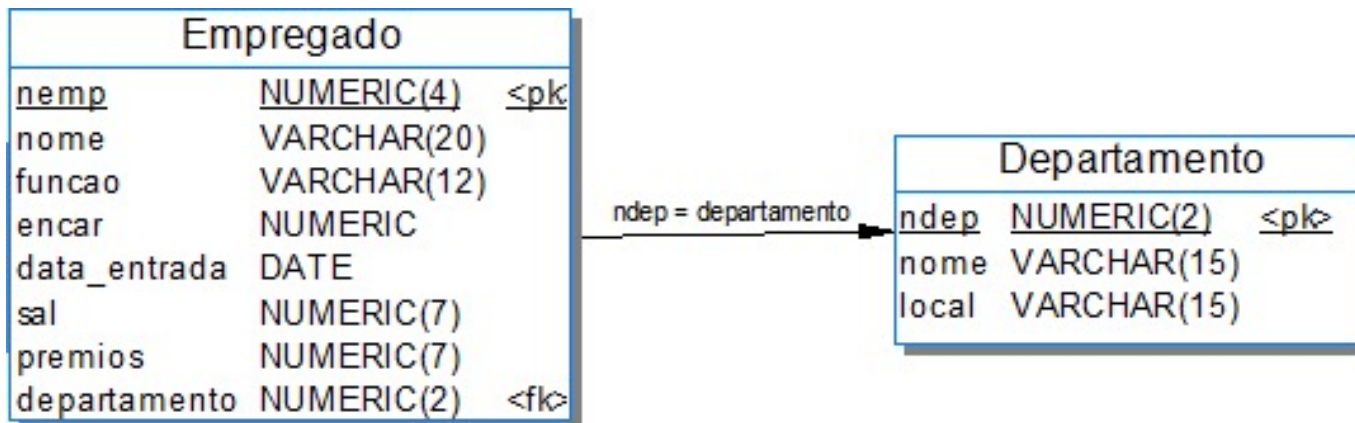 Empregado
nemp NUMERIC(4) <pk
nome VARCHAR(20)
funcao VARCHAR(12)
encar NUMERIC
data_entrada DATE
sal NUMERIC(7)
premios NUMERIC(7)
departamento NUMERIC(2) <fk>
ndep = departamento
Departamento
ndep NUMERIC(2) <pk>
nome VARCHAR(15)
local VARCHAR(15)